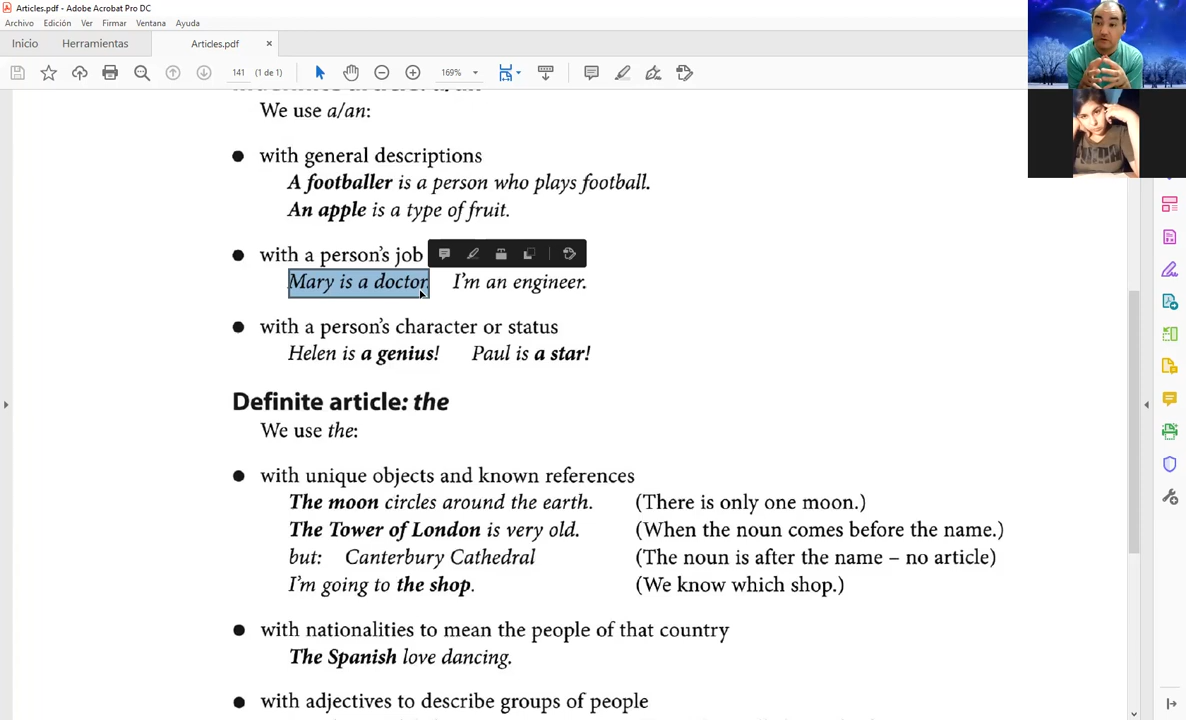 Articles.pdf - Adobe Acrobat Pro DC
Archivo Edición Ver Firmar Ventana Ayuda
Inicio Herramientas Articles.pdf ×
141 (1 de 1) 169%
We use a/an:
● with general descriptions
A footballer is a person who plays football.
An apple is a type of fruit.
● with a person's job
Mary is a doctor. I'm an engineer.
● with a person's character or status
Helen is a genius! Paul is a star!
Definite article: the
We use the:
● with unique objects and known references
The moon circles around the earth. (There is only one moon.)
The Tower of London is very old. (When the noun comes before the name.)
but: Canterbury Cathedral (The noun is after the name – no article)
I'm going to the shop. (We know which shop.)
● with nationalities to mean the people of that country
The Spanish love dancing.
● with adjectives to describe groups of people